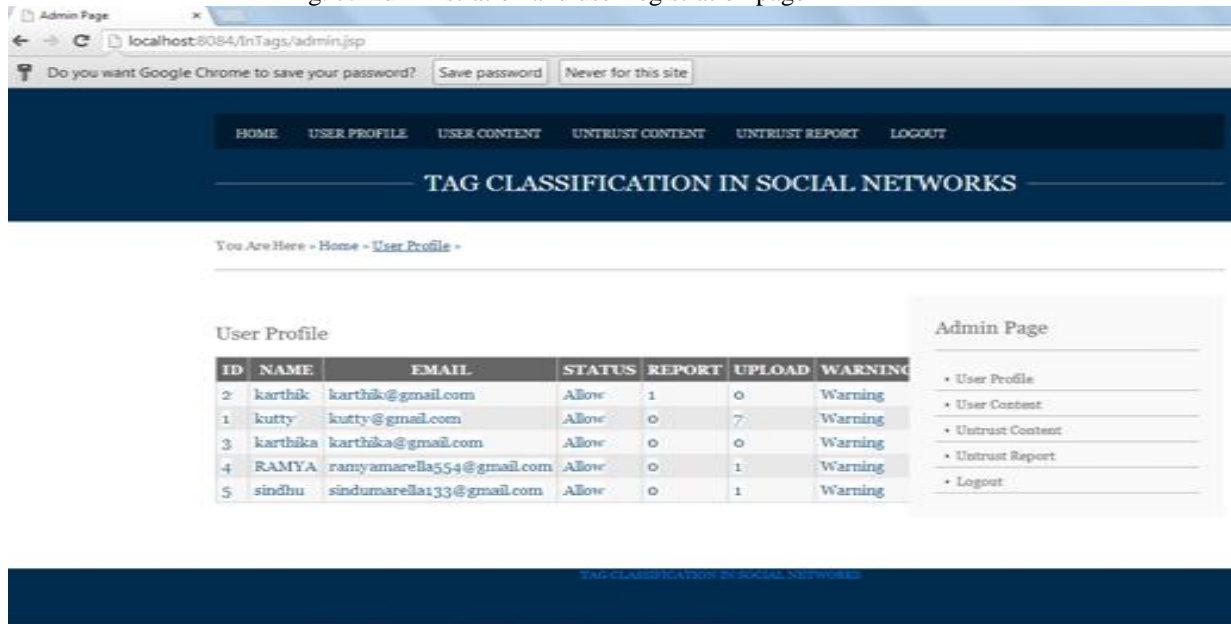 Admin Page
localhost:8084/InTags/admin.jsp
Do you want Google Chrome to save your password? Save password Never for this site
HOME USER PROFILE USER CONTENT UNTRUST CONTENT UNTRUST REPORT LOGOUT
TAG CLASSIFICATION IN SOCIAL NETWORKS
You Are Here » Home » User Profile »
User Profile
ID NAME EMAIL STATUS REPORT UPLOAD WARNING
2 karthik karthik@gmail.com Allow 1 0 Warning
1 kutty kutty@gmail.com Allow 0 7 Warning
3 karthika karthika@gmail.com Allow 0 0 Warning
4 RAMYA ramyamarella554@gmail.com Allow 0 1 Warning
5 sindhu sindumarella133@gmail.com Allow 0 1 Warning
Admin Page
• User Profile
• User Content
• Untrust Content
• Untrust Report
• Logout
TAG CLASSIFICATION IN SOCIAL NETWORKS